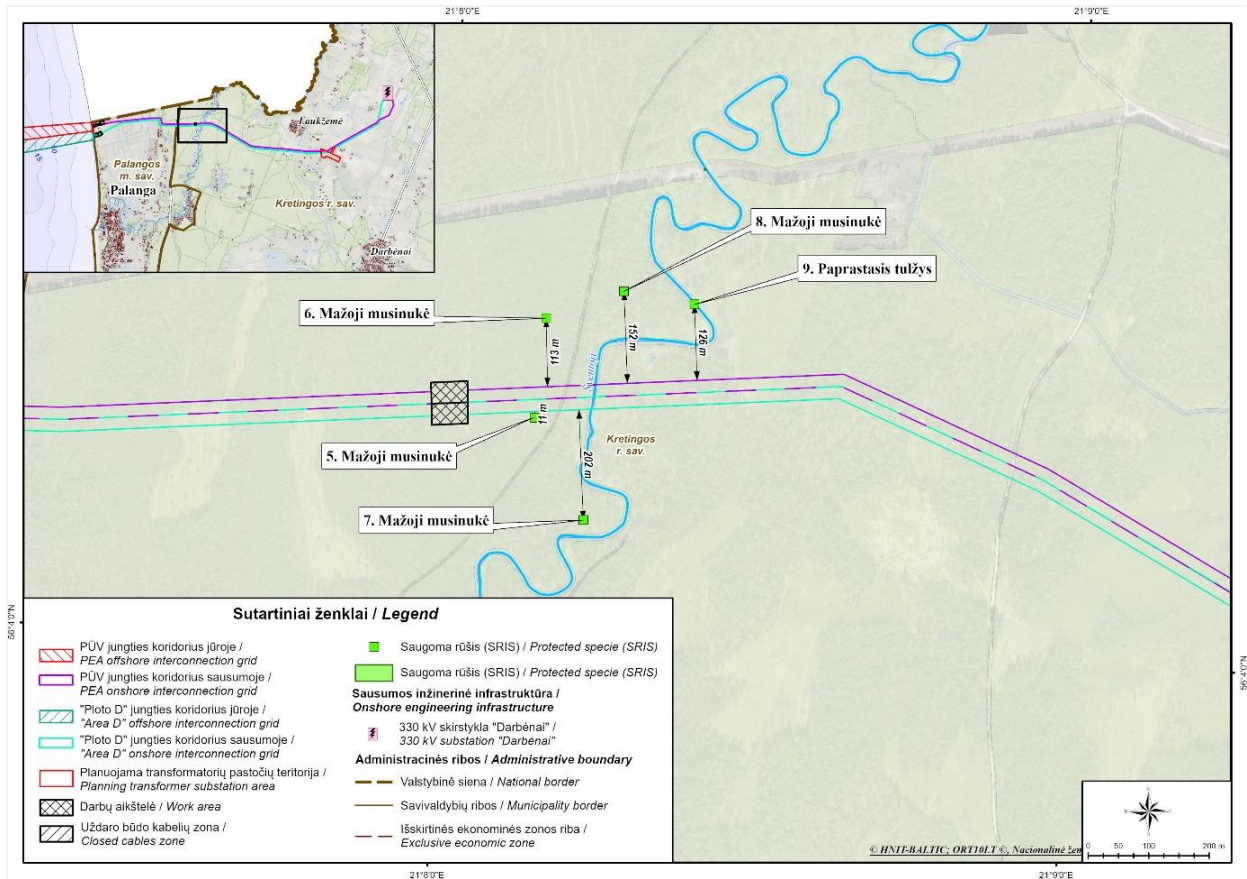 21°8'0"E
21°9'0"E
Laukžemė
Palangos
m. sav.
Palanga
Kretingos r. sav.
Darbėnai
8. Mažoji musinukė
9. Paprastasis tulžys
6. Mažoji musinukė
113 m
152 m
126 m
Šventoji
11 m
5. Mažoji musinukė
202 m
Kretingos
r. sav.
7. Mažoji musinukė
56°4'0"N
56°4'0"N
Sutartiniai ženklai / Legend
PŪV jungties koridorius jūroje /
PEA offshore interconnection grid
PŪV jungties koridorius sausumoje /
PEA onshore interconnection grid
"Ploto D" jungties koridorius jūroje /
"Area D" offshore interconnection grid
"Ploto D" jungties koridorius sausumoje /
"Area D" onshore interconnection grid
Planuojama transformatorių pastočių teritorija /
Planning transformer substation area
Darbų aikštelė / Work area
Uždaro būdo kabelių zona /
Closed cables zone
Saugoma rūšis (SRIS) / Protected specie (SRIS)
Saugoma rūšis (SRIS) / Protected specie (SRIS)
Sausumos inžinerinė infrastruktūra /
Onshore engineering infrastructure
330 kV skirstykla "Darbėnai" /
330 kV substation "Darbėnai"
Administracinės ribos / Administrative boundary
Valstybinė siena / National border
Savivaldybių ribos / Municipality border
Išskirtinės ekonominės zonos riba /
Exclusive economic zone
© HNIT-BALTIC; ORT10LT ©, Nacionalinė žem
0 50 100 200 m
21°8'0"E
21°9'0"E